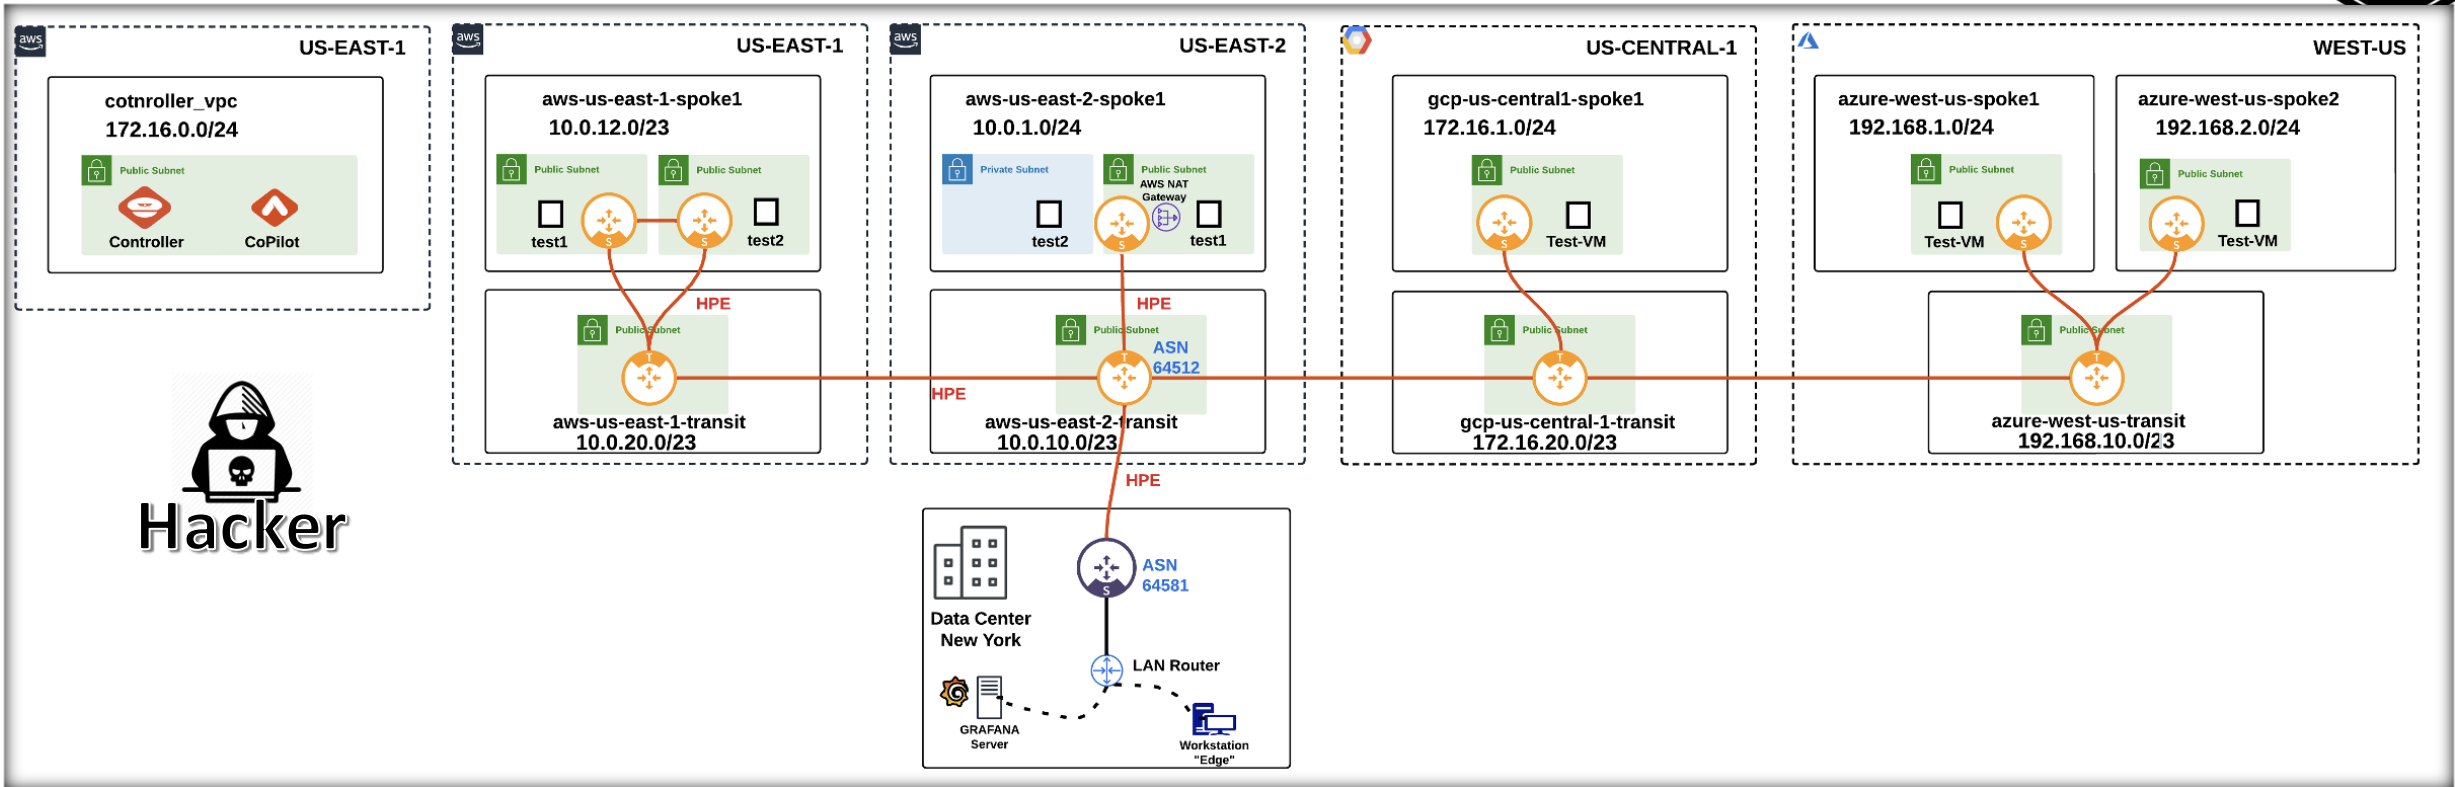 aws
US-EAST-1
cotnroller_vpc
172.16.0.0/24
Public Subnet
Controller
CoPilot
Hacker
aws
US-EAST-1
aws-us-east-1-spoke1
10.0.12.0/23
Public Subnet
Public Subnet
test1
S
S
test2
HPE
Public Subnet
T
aws-us-east-1-transit
10.0.20.0/23
aws
US-EAST-2
aws-us-east-2-spoke1
10.0.1.0/24
Private Subnet
Public Subnet
AWS NAT
Gateway
test2
S
test1
HPE
Public Subnet
T
ASN
64512
HPE
aws-us-east-2-transit
10.0.10.0/23
HPE
US-CENTRAL-1
gcp-us-central1-spoke1
172.16.1.0/24
Public Subnet
S
Test-VM
Public Subnet
T
gcp-us-central-1-transit
172.16.20.0/23
WEST-US
azure-west-us-spoke1
192.168.1.0/24
Public Subnet
Test-VM
S
azure-west-us-spoke2
192.168.2.0/24
Public Subnet
S
Test-VM
Public Subnet
T
azure-west-us-transit
192.168.10.0/23
ASN
64581
S
Data Center
New York
LAN Router
GRAFANA
Server
Workstation
"Edge"